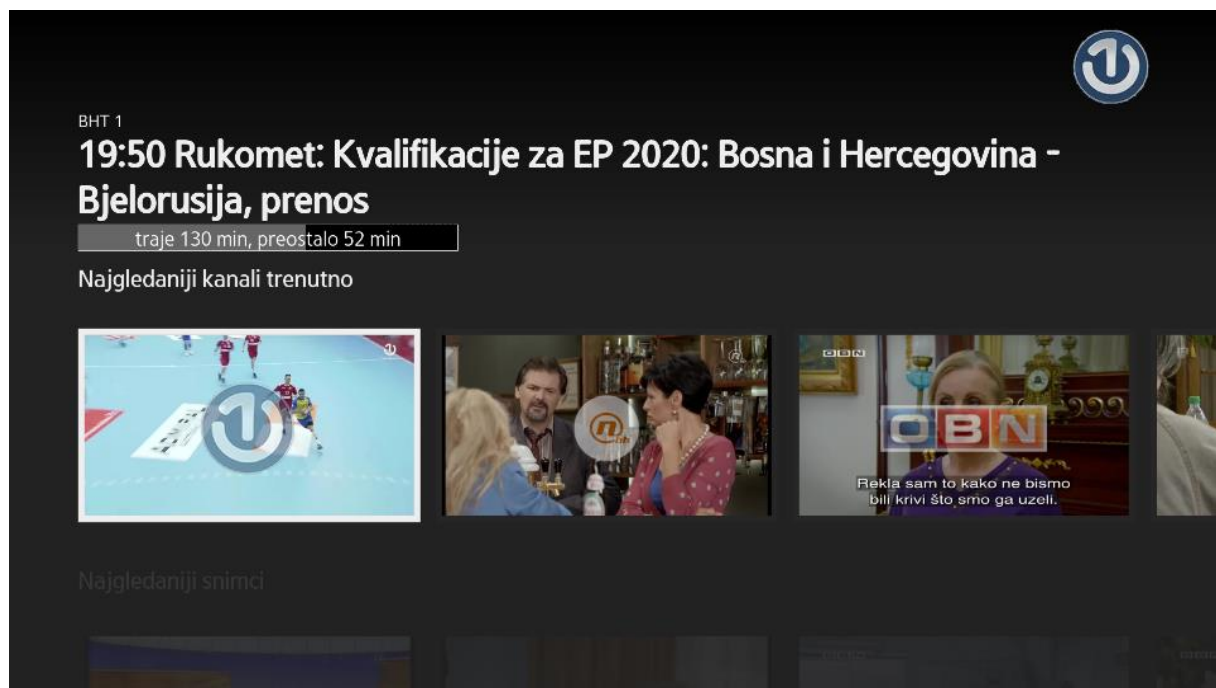 BHT 1
19:50 Rukomet: Kvalifikacije za EP 2020: Bosna i Hercegovina -
Bjelorusija, prenos
traje 130 min, preostalo 52 min
Najgledaniji kanali trenutno
OBN
OBN
Rekla sam to kako ne bismo
bili krivi što smo ga uzeli.
Najgledaniji snimci